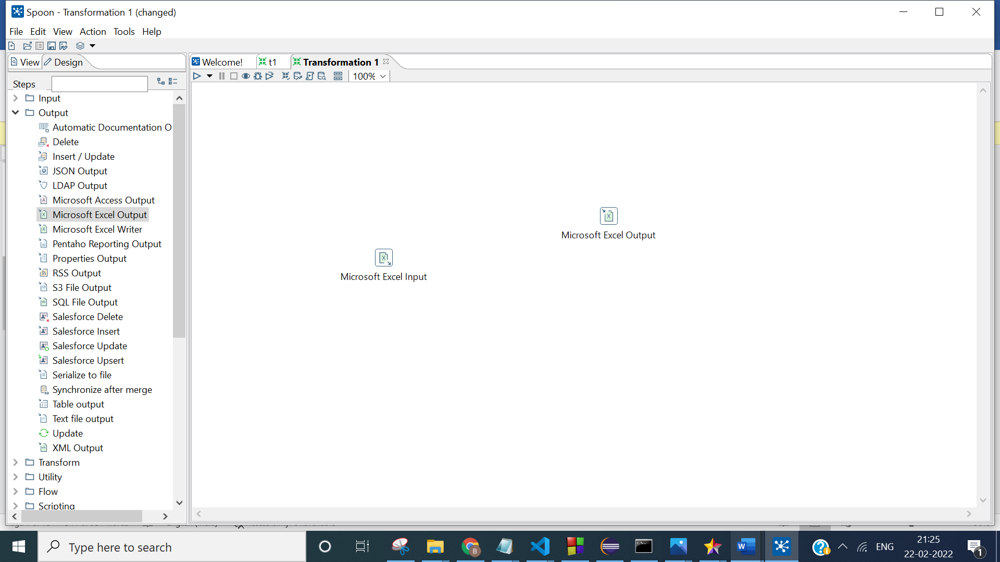 Spoon - Transformation 1 (changed)
File Edit View Action Tools Help
View Design
Welcome! t1 Transformation 1
100%
Steps
Input
Output
Automatic Documentation O
Delete
Insert / Update
JSON Output
LDAP Output
Microsoft Access Output
Microsoft Excel Output
Microsoft Excel Writer
Pentaho Reporting Output
Properties Output
RSS Output
S3 File Output
SQL File Output
Salesforce Delete
Salesforce Insert
Salesforce Update
Salesforce Upsert
Serialize to file
Synchronize after merge
Table output
Text file output
Update
XML Output
Transform
Utility
Flow
Scripting
Microsoft Excel Output
Microsoft Excel Input
Type here to search
ENG
21:25
22-02-2022
1